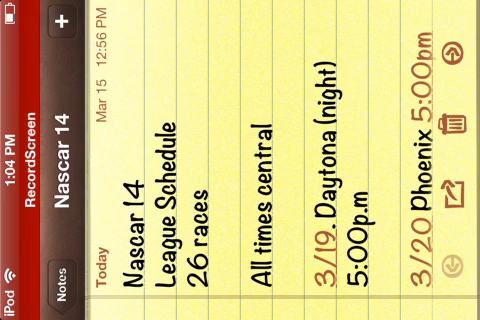 iPod 1:04 PM
RecordScreen
Notes Nascar 14 +
Today Mar 15 12:56 PM
Nascar 14
League Schedule
26 races
All times central
3/19. Daytona (night)
5:00p.m
3/20 Phoenix 5:00pm